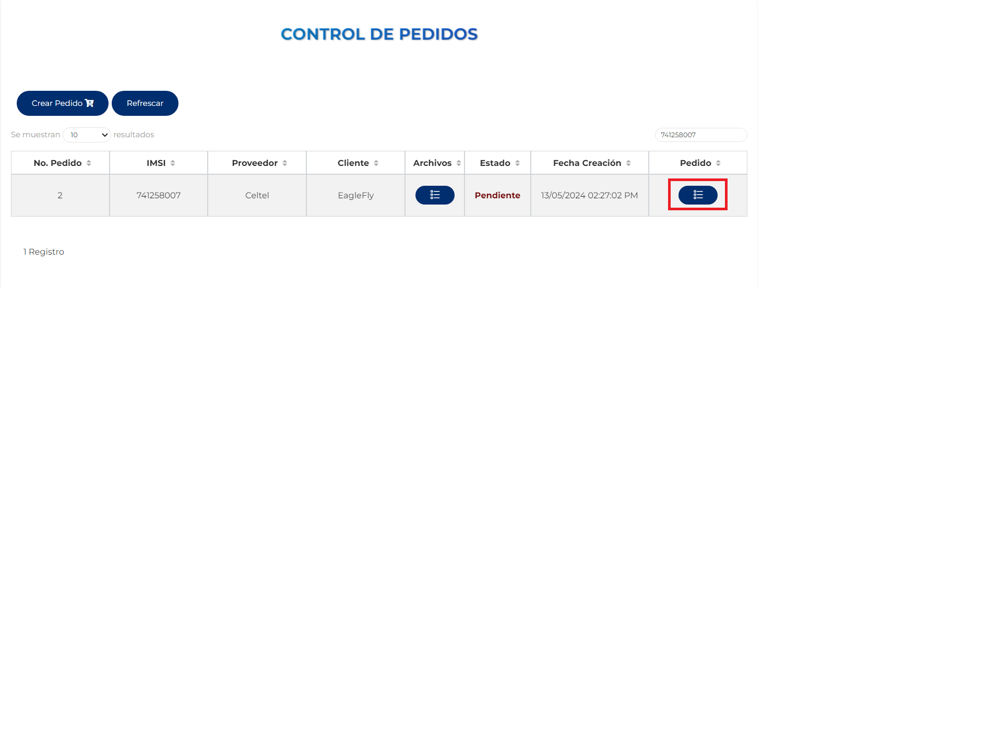 CONTROL DE PEDIDOS
Crear Pedido Refrescar
Se muestran 10 resultados 741258007
No. Pedido IMSI Proveedor Cliente Archivos Estado Fecha Creación Pedido
2 741258007 Celtel EagleFly Pendiente 13/05/2024 02:27:02 PM
1 Registro